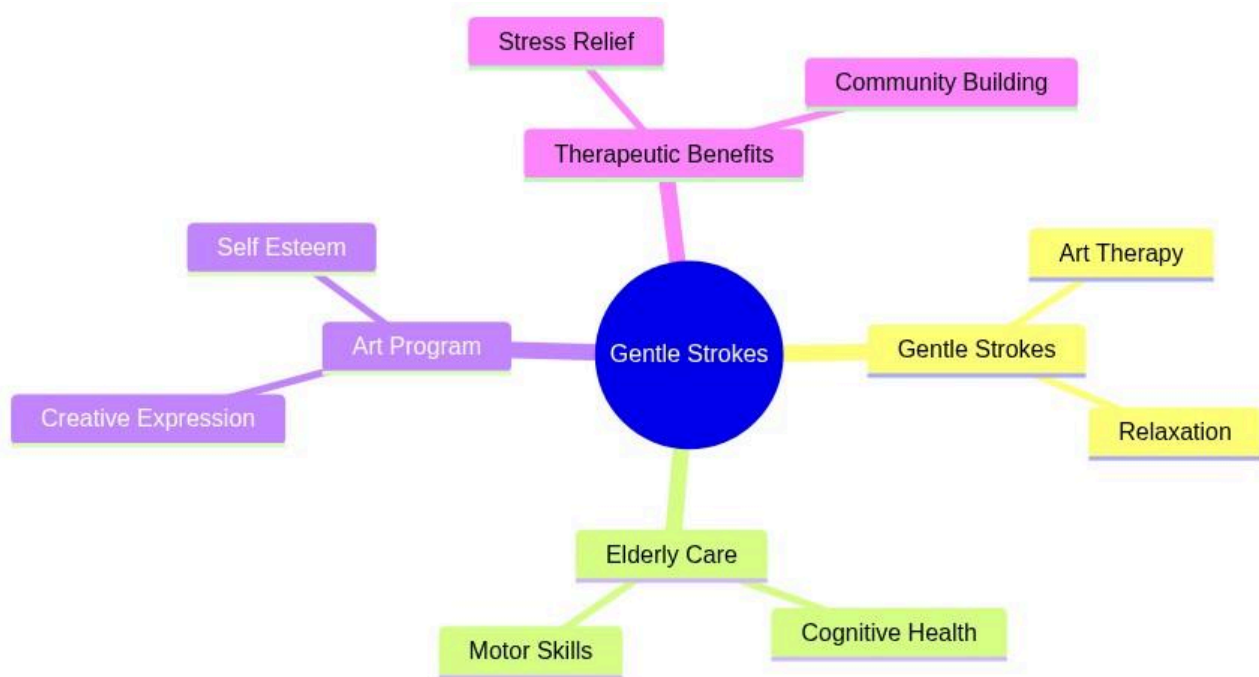 Stress Relief
Community Building
Therapeutic Benefits
Self Esteem
Art Therapy
Art Program
Gentle Strokes
Gentle Strokes
Creative Expression
Relaxation
Elderly Care
Motor Skills
Cognitive Health